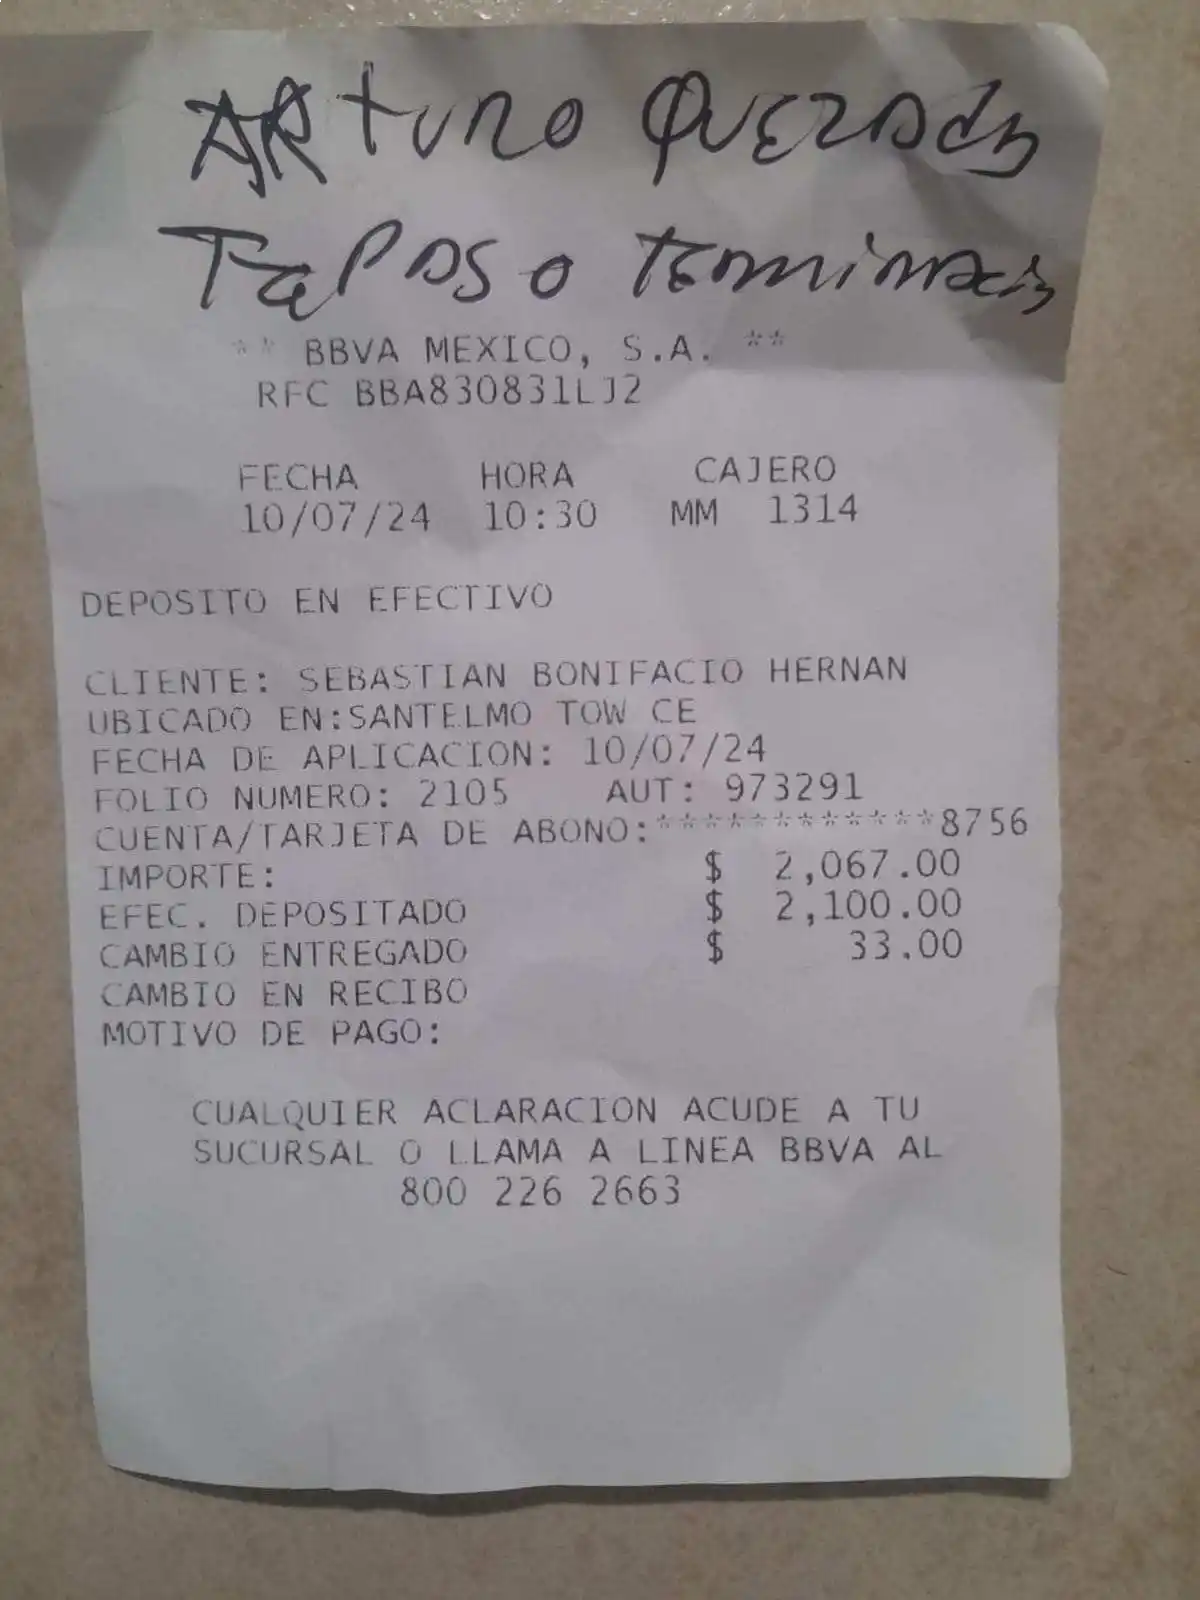 ARturo Quezada
** BBVA MEXICO, S.A. **
RFC BBA830831LJ2
FECHA HORA CAJERO
10/07/24 10:30 MM 1314
DEPOSITO EN EFECTIVO
CLIENTE: SEBASTIAN BONIFACIO HERNAN
UBICADO EN:SANTELMO TOW CE
FECHA DE APLICACION: 10/07/24
FOLIO NUMERO: 2105 AUT: 973291
CUENTA/TARJETA DE ABONO:************8756
IMPORTE: $ 2,067.00
EFEC. DEPOSITADO $ 2,100.00
CAMBIO ENTREGADO $ 33.00
CAMBIO EN RECIBO
MOTIVO DE PAGO:
CUALQUIER ACLARACION ACUDE A TU
SUCURSAL O LLAMA A LINEA BBVA AL
800 226 2663